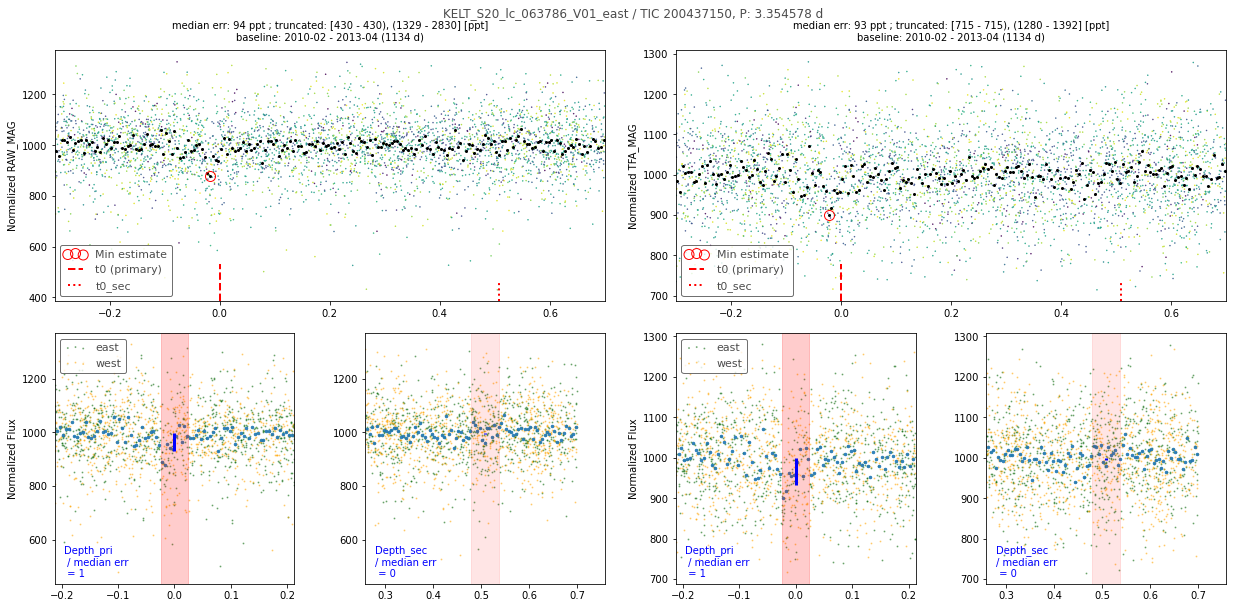 KELT_S20_lc_063786_V01_east / TIC 200437150, P: 3.354578 d
median err: 94 ppt ; truncated: [430 - 430), (1329 - 2830] [ppt]
baseline: 2010-02 - 2013-04 (1134 d)
median err: 93 ppt ; truncated: [715 - 715), (1280 - 1392] [ppt]
baseline: 2010-02 - 2013-04 (1134 d)
Normalized RAW_MAG
1200
1000
800
600
400
Min estimate
t0 (primary)
t0_sec
−0.2
0.0
0.2
0.4
0.6
Normalized TFA_MAG
1300
1200
1100
1000
900
800
700
Min estimate
t0 (primary)
t0_sec
−0.2
0.0
0.2
0.4
0.6
Normalized Flux
1200
1000
800
600
east
west
Depth_pri
/ median err
= 1
−0.2
−0.1
0.0
0.1
0.2
1200
1000
800
600
Depth_sec
/ median err
= 0
0.3
0.4
0.5
0.6
0.7
Normalized Flux
1300
1200
1100
1000
900
800
700
east
west
Depth_pri
/ median err
= 1
−0.2
−0.1
0.0
0.1
0.2
1300
1200
1100
1000
900
800
700
Depth_sec
/ median err
= 0
0.3
0.4
0.5
0.6
0.7